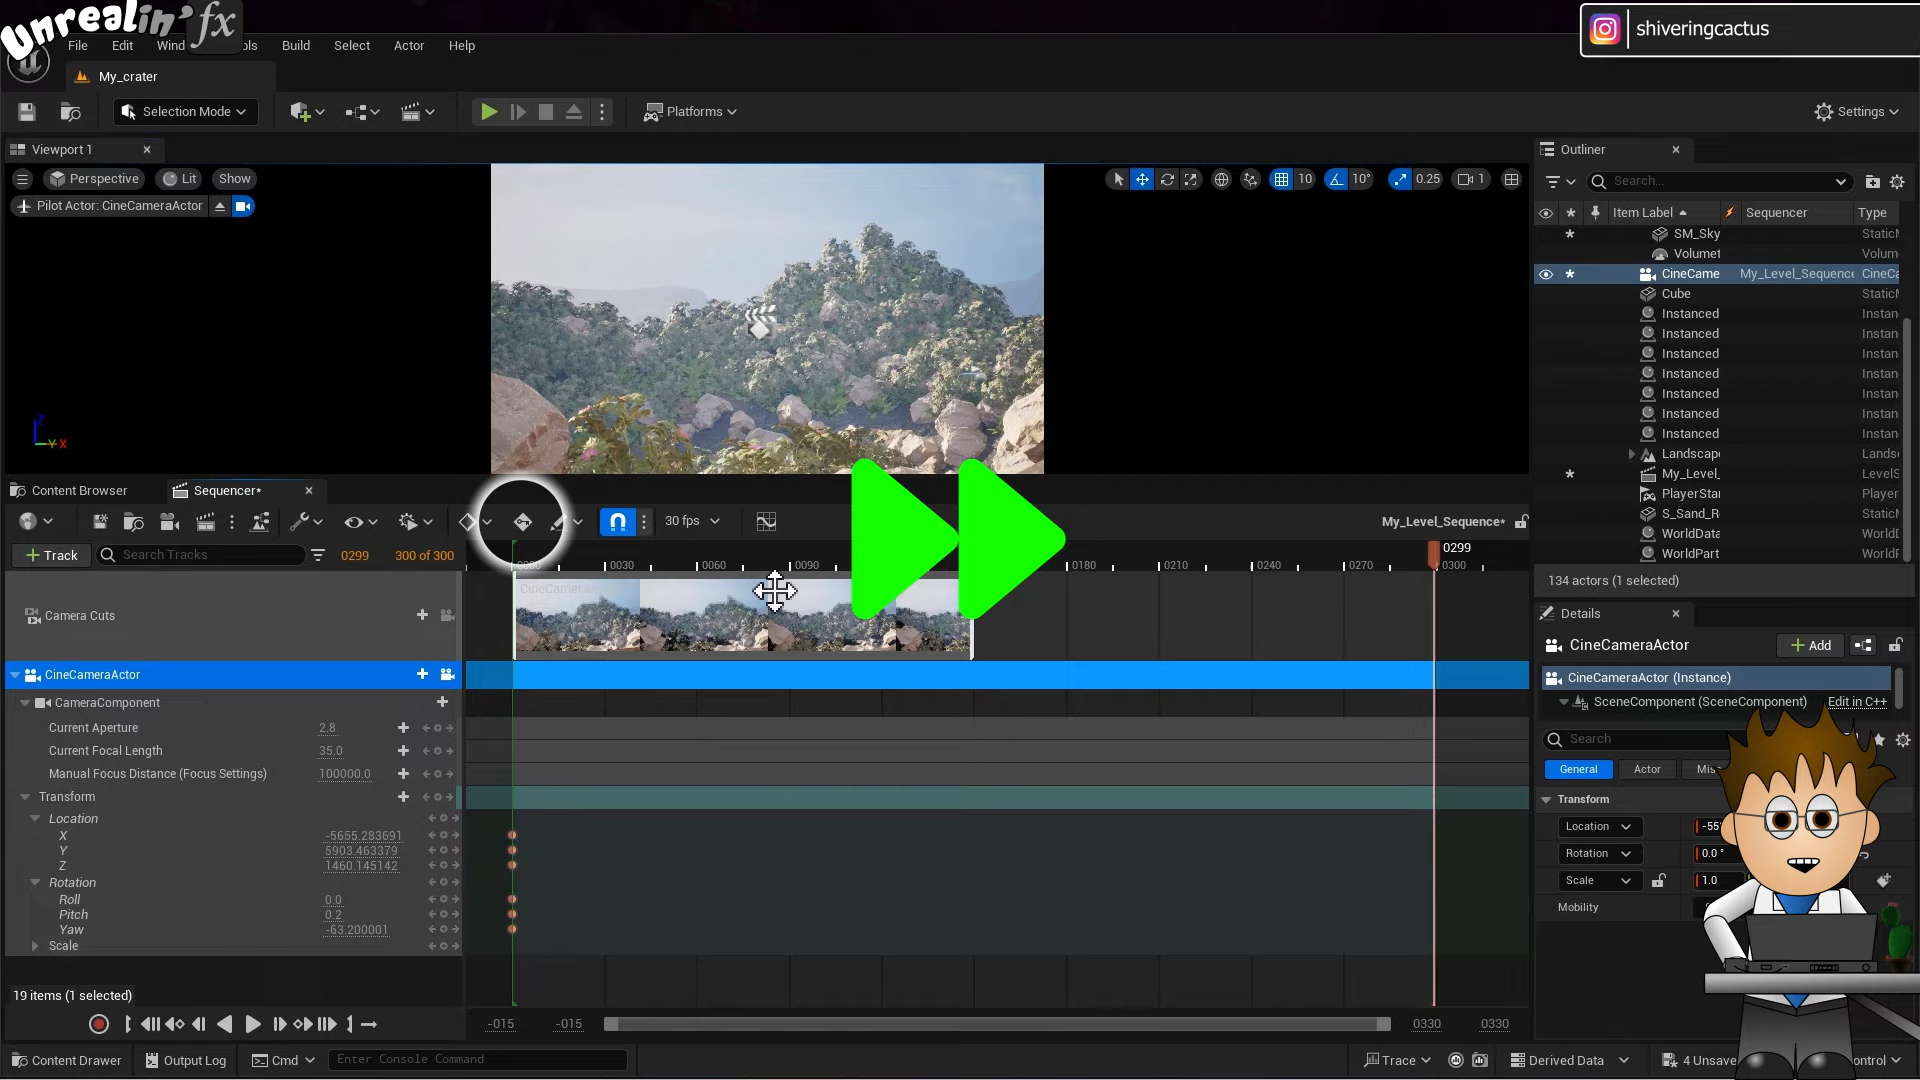 Unrealin' fx
shiveringcactus
File Edit Wind ols Build Select Actor Help
My_crater
Selection Mode
Platforms
Settings
Viewport 1
Outliner
Perspective Lit Show
10 10° 0.25 1
Search...
Pilot Actor: CineCameraActor
Item Label Sequencer Type
SM_Sky StaticM
Volumet Volum
CineCame My_Level_Sequence CineCa
Cube StaticM
Instanced Instan
Instanced Instan
Instanced Instan
Instanced Instan
Instanced Instan
Instanced Instan
Instanced Instan
Landscape Lands
My_Level_ LevelS
PlayerStar Player
S_Sand_R StaticM
WorldData WorldD
WorldPart WorldP
134 actors (1 selected)
Y X
Content Browser
Sequencer*
30 fps
My_Level_Sequence*
Track
Search Tracks
0299 300 of 300
0000 0030 0060 0090 0180 0210 0240 0270 0300
0299
Camera Cuts
CineCameraActor
CameraComponent
Current Aperture 2.8
Current Focal Length 35.0
Manual Focus Distance (Focus Settings) 100000.0
Transform
Location
X -5655.283691
Y 5903.463379
Z 1460.145142
Rotation
Roll 0.0
Pitch 0.2
Yaw -63.200001
Scale
19 items (1 selected)
-015 -015 0330 0330
Details
CineCameraActor
Add
CineCameraActor (Instance)
SceneComponent (SceneComponent) Edit in C++
Search
General Actor Mis
Transform
Location -55
Rotation 0.0 °
Scale 1.0
Mobility
Content Drawer
Output Log
Cmd
Enter Console Command
Trace
Derived Data
4 Unsave
ontrol